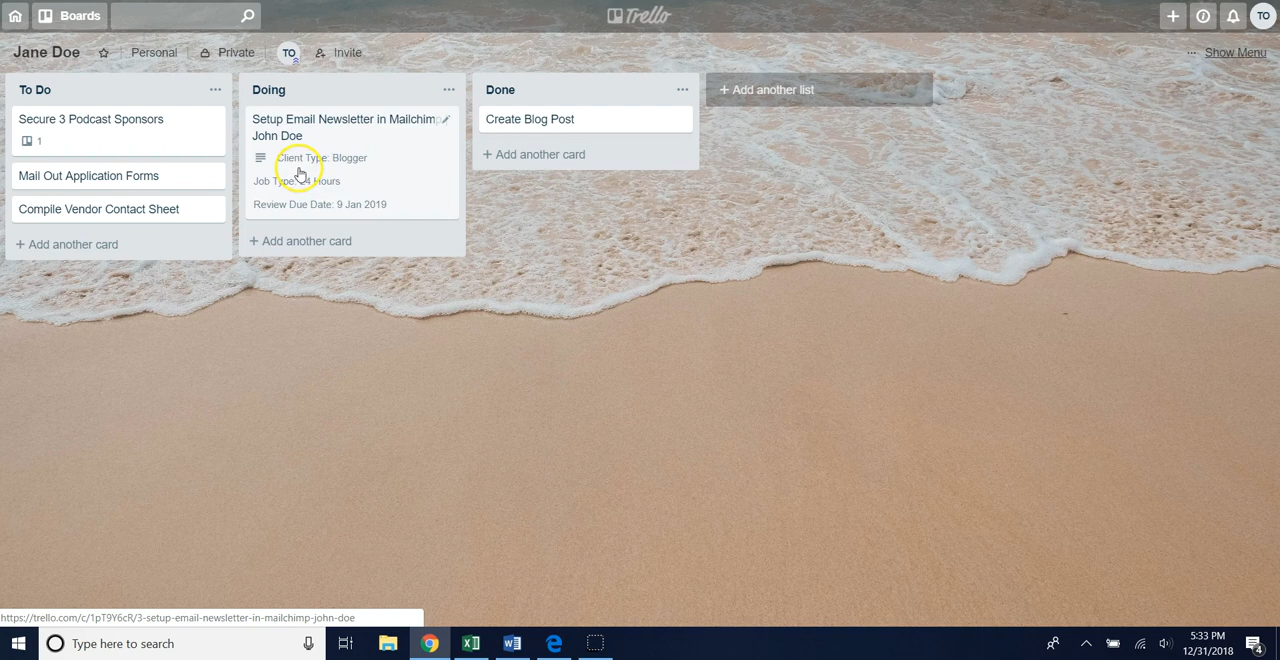 Boards
Trello
TO
Jane Doe
Personal
Private
TO
Invite
Show Menu
To Do
Secure 3 Podcast Sponsors
1
Mail Out Application Forms
Compile Vendor Contact Sheet
+ Add another card
Doing
Setup Email Newsletter in Mailchimp
John Doe
Client Type: Blogger
Job Type: 4 Hours
Review Due Date: 9 Jan 2019
+ Add another card
Done
Create Blog Post
+ Add another card
+ Add another list
https://trello.com/c/1pT9Y6cR/3-setup-email-newsletter-in-mailchimp-john-doe
Type here to search
5:33 PM
12/31/2018
4